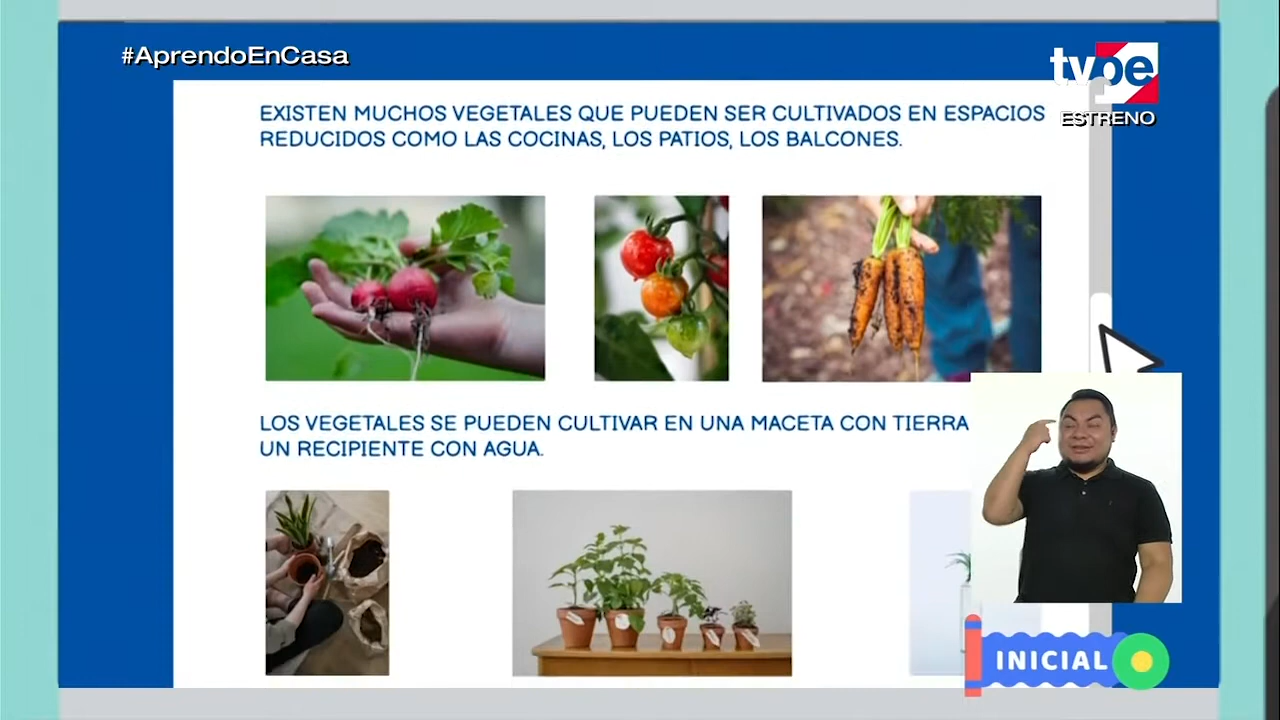 #AprendoEnCasa
tvpe
ESTRENO
EXISTEN MUCHOS VEGETALES QUE PUEDEN SER CULTIVADOS EN ESPACIOS
REDUCIDOS COMO LAS COCINAS, LOS PATIOS, LOS BALCONES.
LOS VEGETALES SE PUEDEN CULTIVAR EN UNA MACETA CON TIERRA
UN RECIPIENTE CON AGUA.
INICIAL